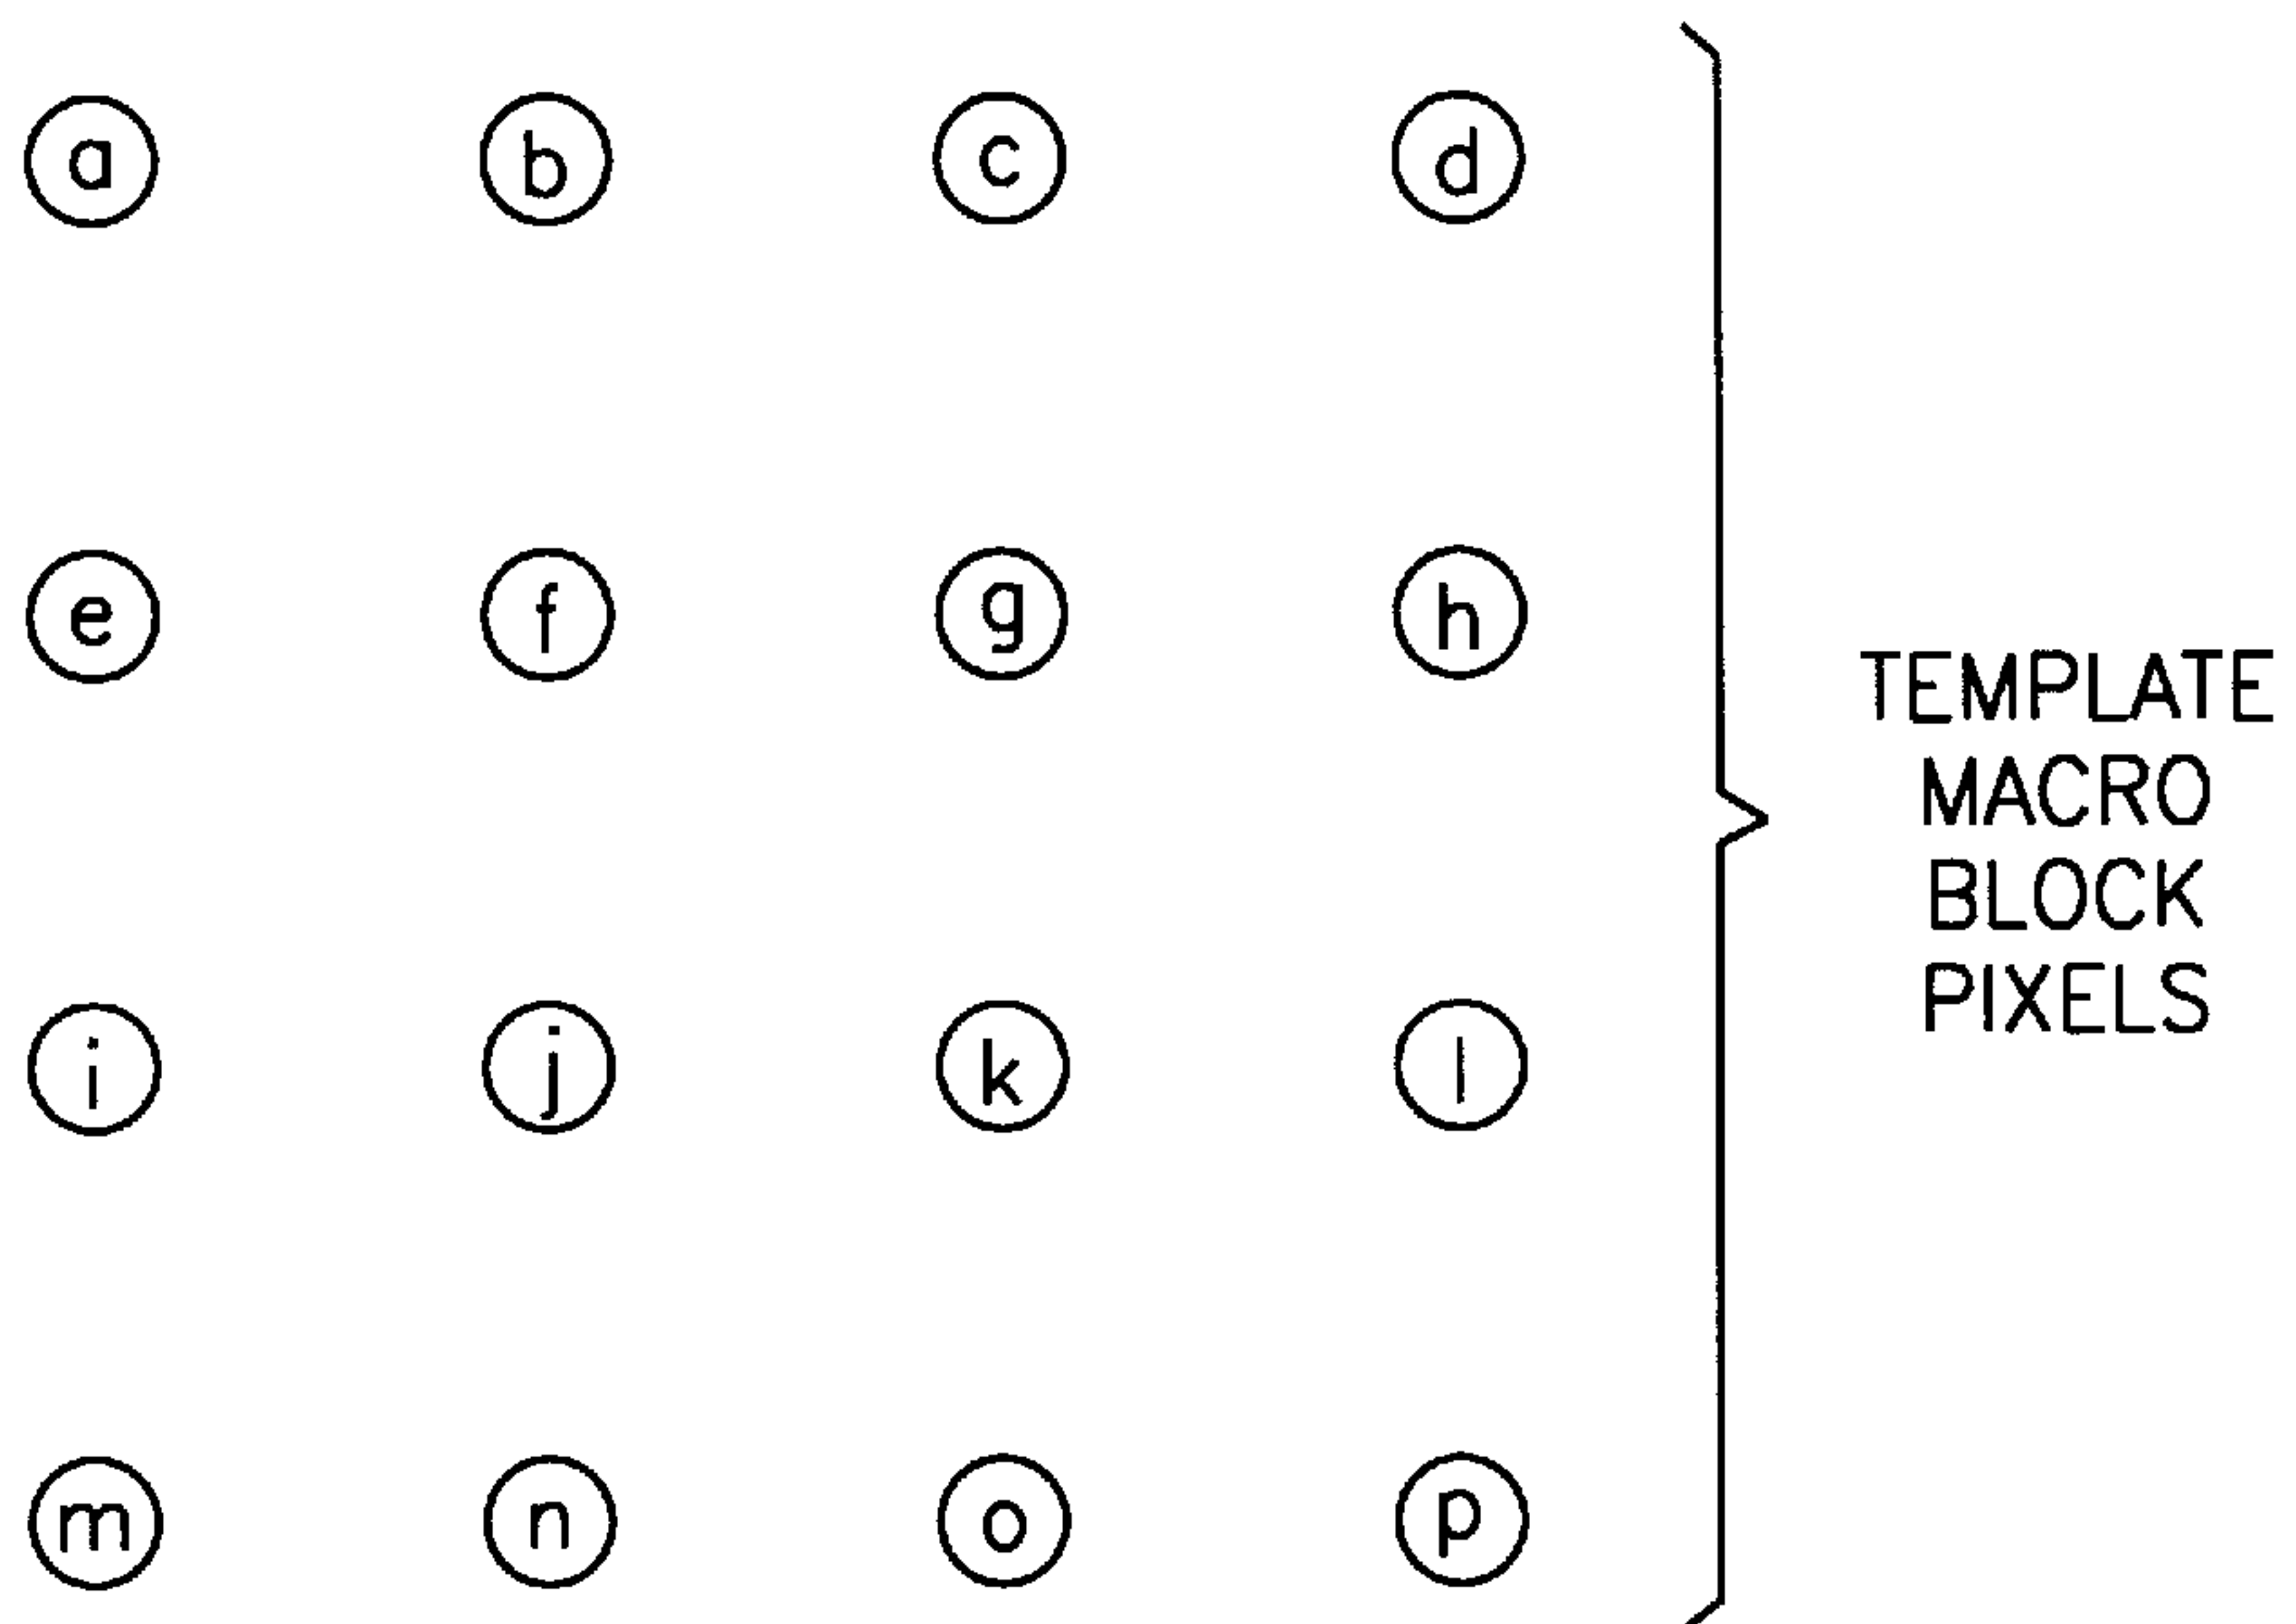 a b c d
e f g h
TEMPLATE
MACRO
BLOCK
PIXELS
i j k l
m n o p